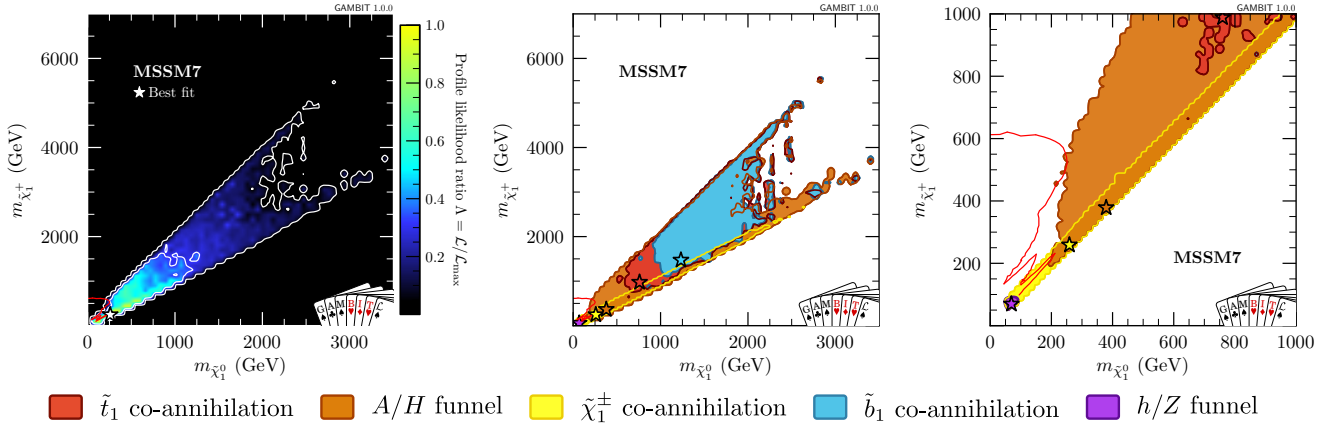 GAMBIT 1.0.0
MSSM7
Best fit
6000
4000
2000
0
0 1000 2000 3000
m_{χ̃₁⁺} (GeV)
m_{χ̃₁⁰} (GeV)
1.0
0.8
0.6
0.4
0.2
Profile likelihood ratio Λ = ℒ/ℒmax
G A M B I T ℒ
GAMBIT 1.0.0
MSSM7
6000
4000
2000
0
0 1000 2000 3000
m_{χ̃₁⁺} (GeV)
m_{χ̃₁⁰} (GeV)
G A M B I T ℒ
GAMBIT 1.0.0
1000
800
600
400
200
0
0 200 400 600 800 1000
m_{χ̃₁⁺} (GeV)
m_{χ̃₁⁰} (GeV)
MSSM7
G A M B I T ℒ
t̃₁ co-annihilation A/H funnel χ̃₁± co-annihilation b̃₁ co-annihilation h/Z funnel